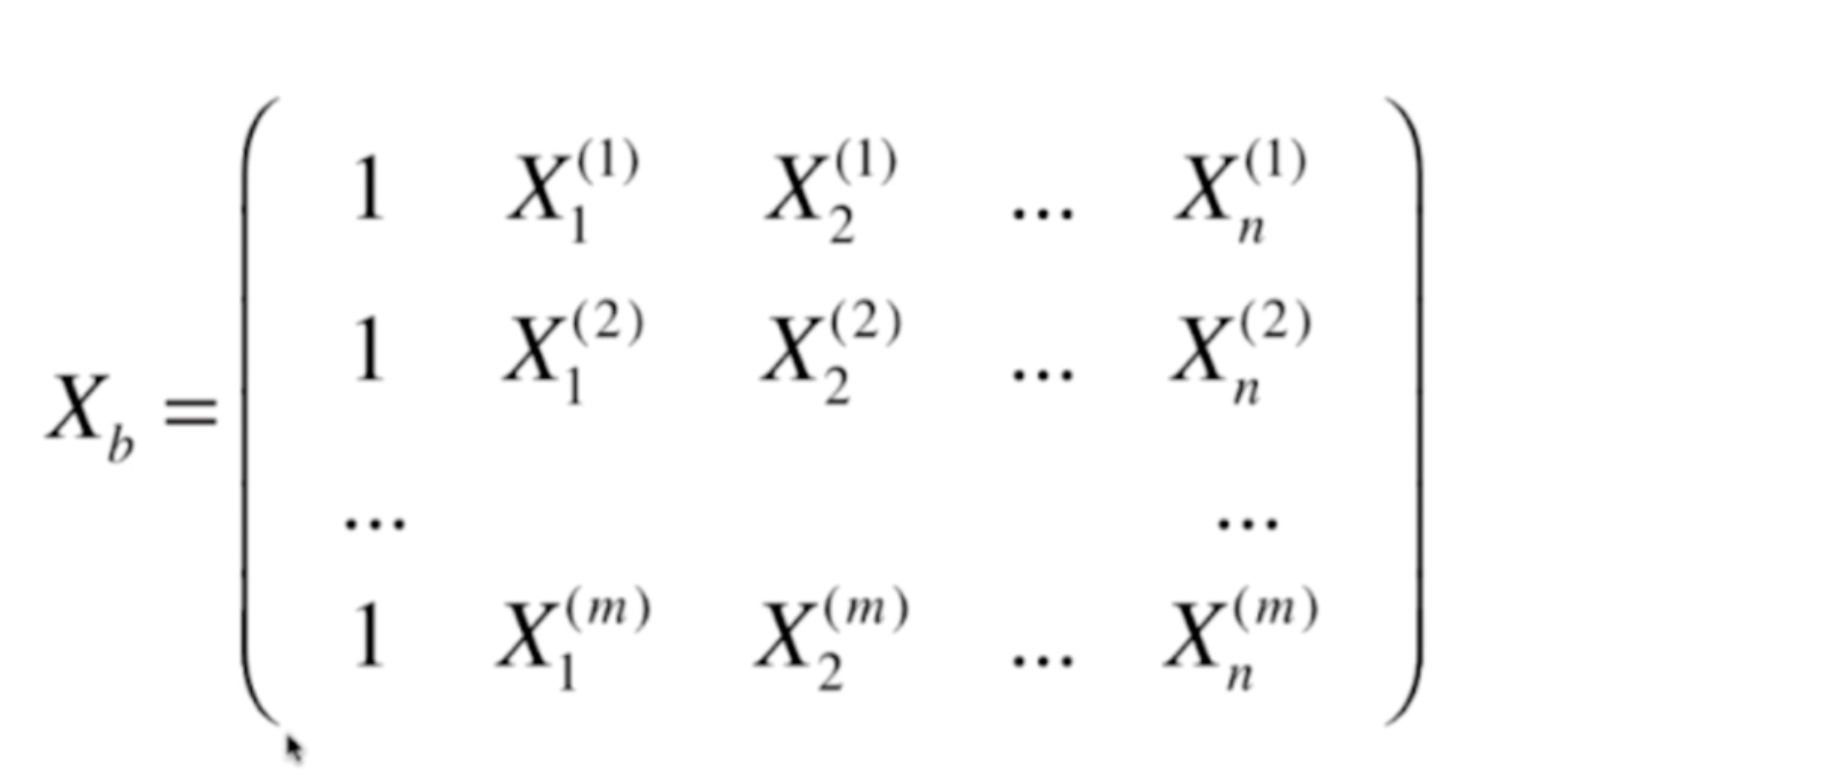 1 X_1^{(1)} X_2^{(1)} ... X_n^{(1)}
1 X_1^{(2)} X_2^{(2)} ... X_n^{(2)}
X_b =
... ...
1 X_1^{(m)} X_2^{(m)} ... X_n^{(m)}